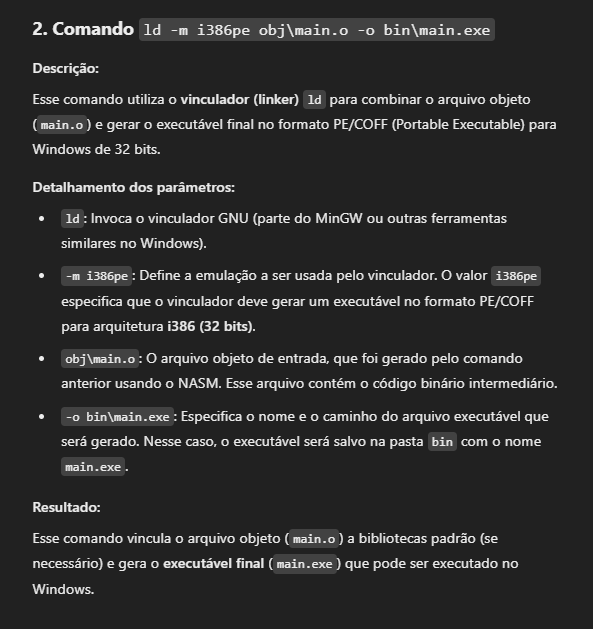 2. Comando ld -m i386pe obj\main.o -o bin\main.exe
Descrição:
Esse comando utiliza o vinculador (linker) ld para combinar o arquivo objeto
(main.o) e gerar o executável final no formato PE/COFF (Portable Executable) para
Windows de 32 bits.
Detalhamento dos parâmetros:
• ld: Invoca o vinculador GNU (parte do MinGW ou outras ferramentas
similares no Windows).
• -m i386pe: Define a emulação a ser usada pelo vinculador. O valor i386pe
especifica que o vinculador deve gerar um executável no formato PE/COFF
para arquitetura i386 (32 bits).
• obj\main.o: O arquivo objeto de entrada, que foi gerado pelo comando
anterior usando o NASM. Esse arquivo contém o código binário intermediário.
• -o bin\main.exe: Especifica o nome e o caminho do arquivo executável que
será gerado. Nesse caso, o executável será salvo na pasta bin com o nome
main.exe.
Resultado:
Esse comando vincula o arquivo objeto (main.o) a bibliotecas padrão (se
necessário) e gera o executável final (main.exe) que pode ser executado no
Windows.